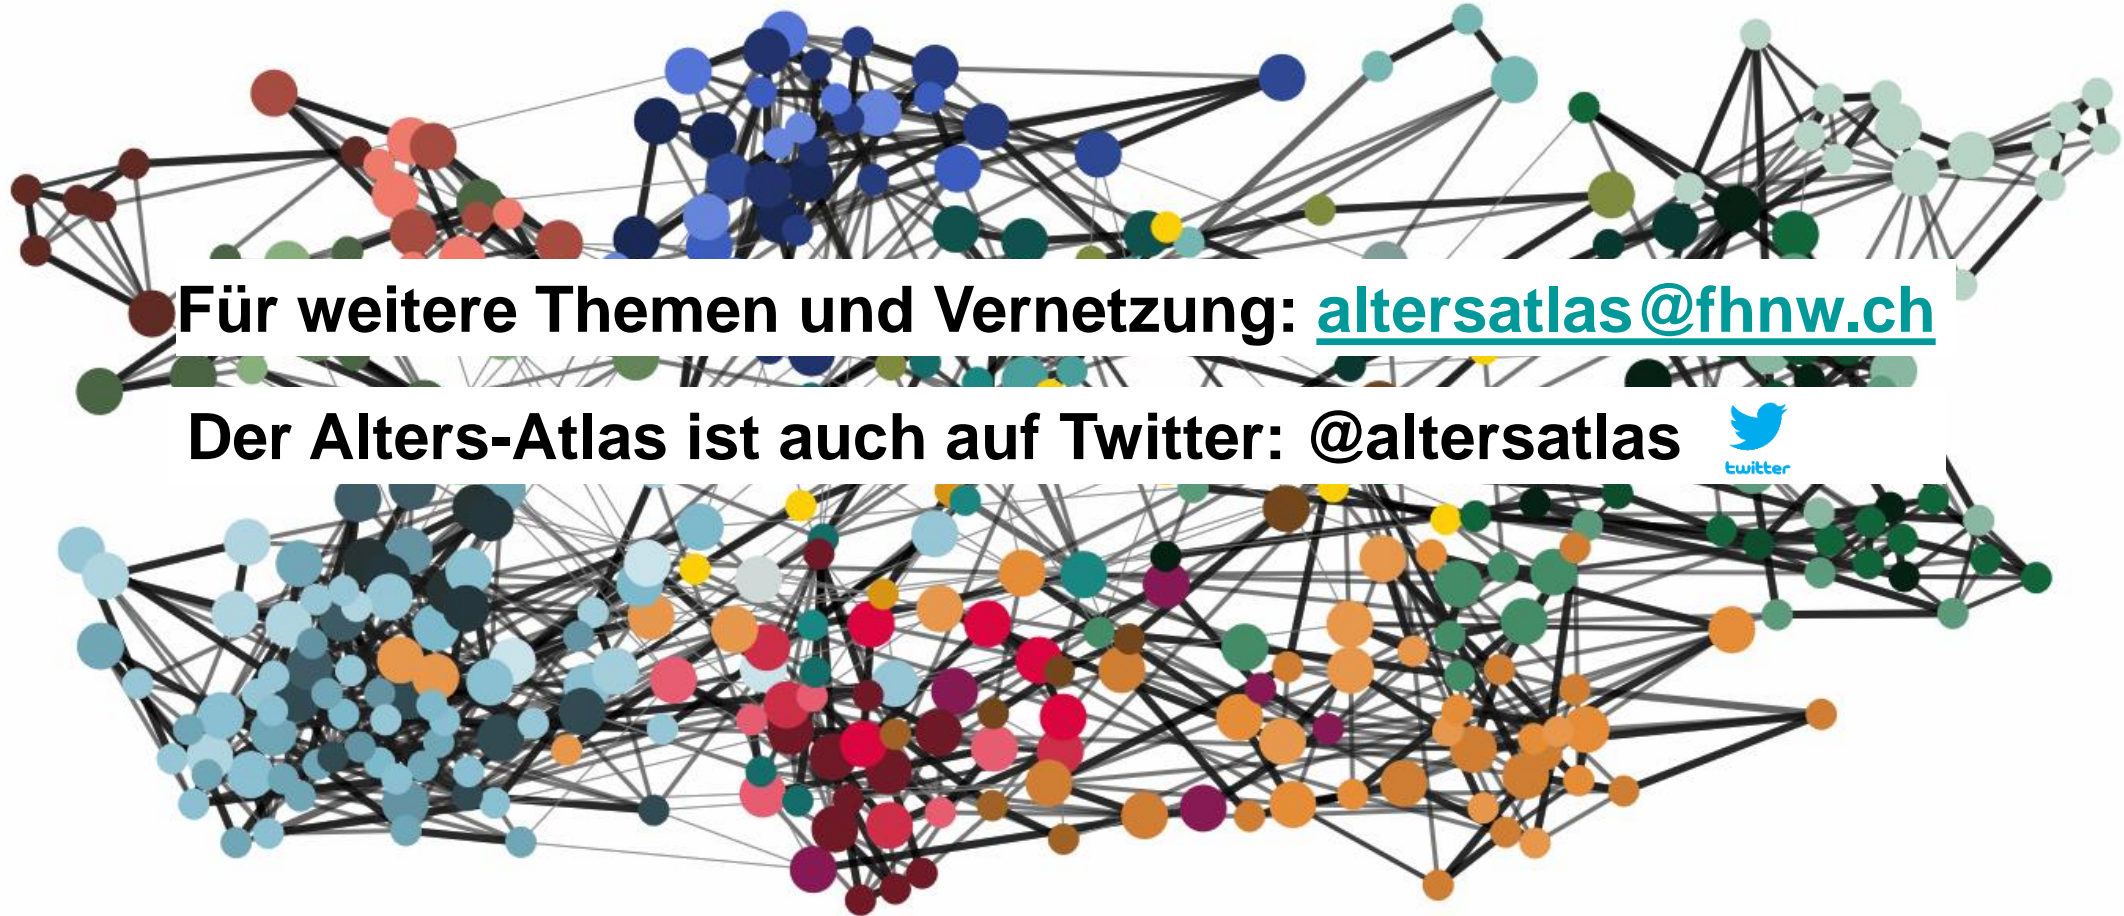 Für weitere Themen und Vernetzung: altersatlas@fhnw.ch
Der Alters-Atlas ist auch auf Twitter: @altersatlas
twitter